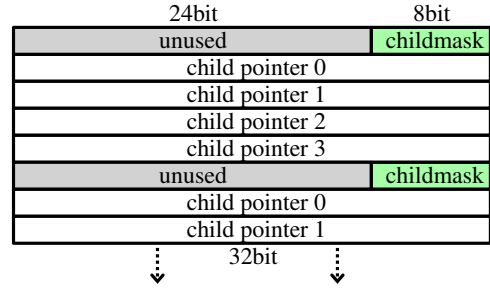 24bit 8bit
unused childmask
child pointer 0
child pointer 1
child pointer 2
child pointer 3
unused childmask
child pointer 0
child pointer 1
32bit